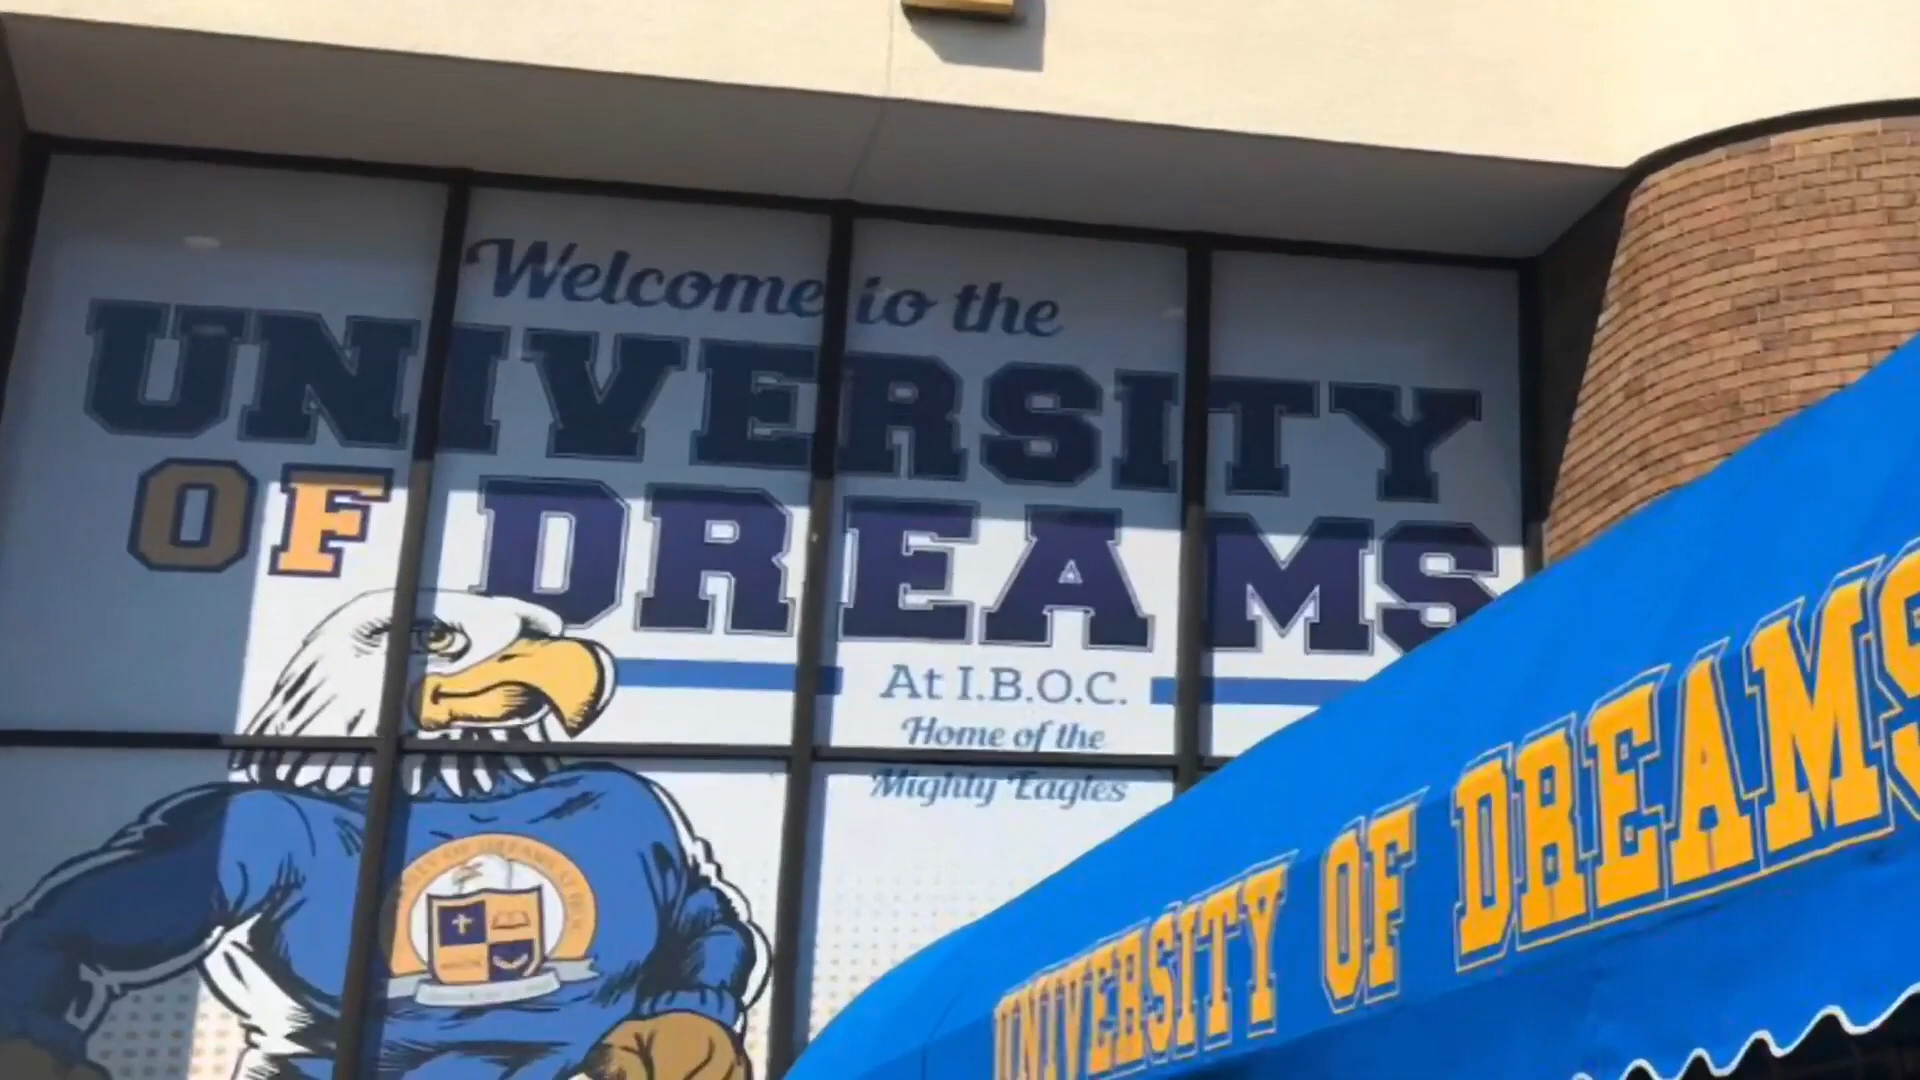 Welcome to the
UNIVERSITY
OF DREAMS
At I.B.O.C.
Home of the
Mighty Eagles
UNIVERSITY OF DREAMS